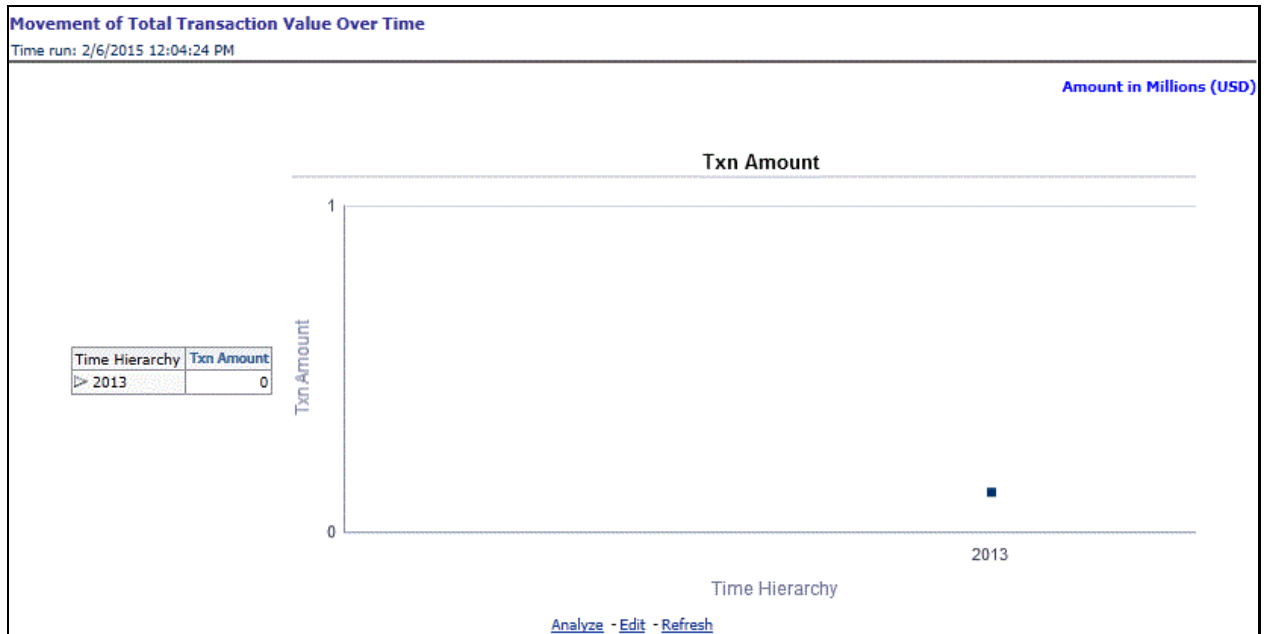 Movement of Total Transaction Value Over Time
Time run: 2/6/2015 12:04:24 PM
Amount in Millions (USD)
Txn Amount
1
Txn Amount
Time Hierarchy Txn Amount
2013 0
0
2013
Time Hierarchy
Analyze - Edit - Refresh